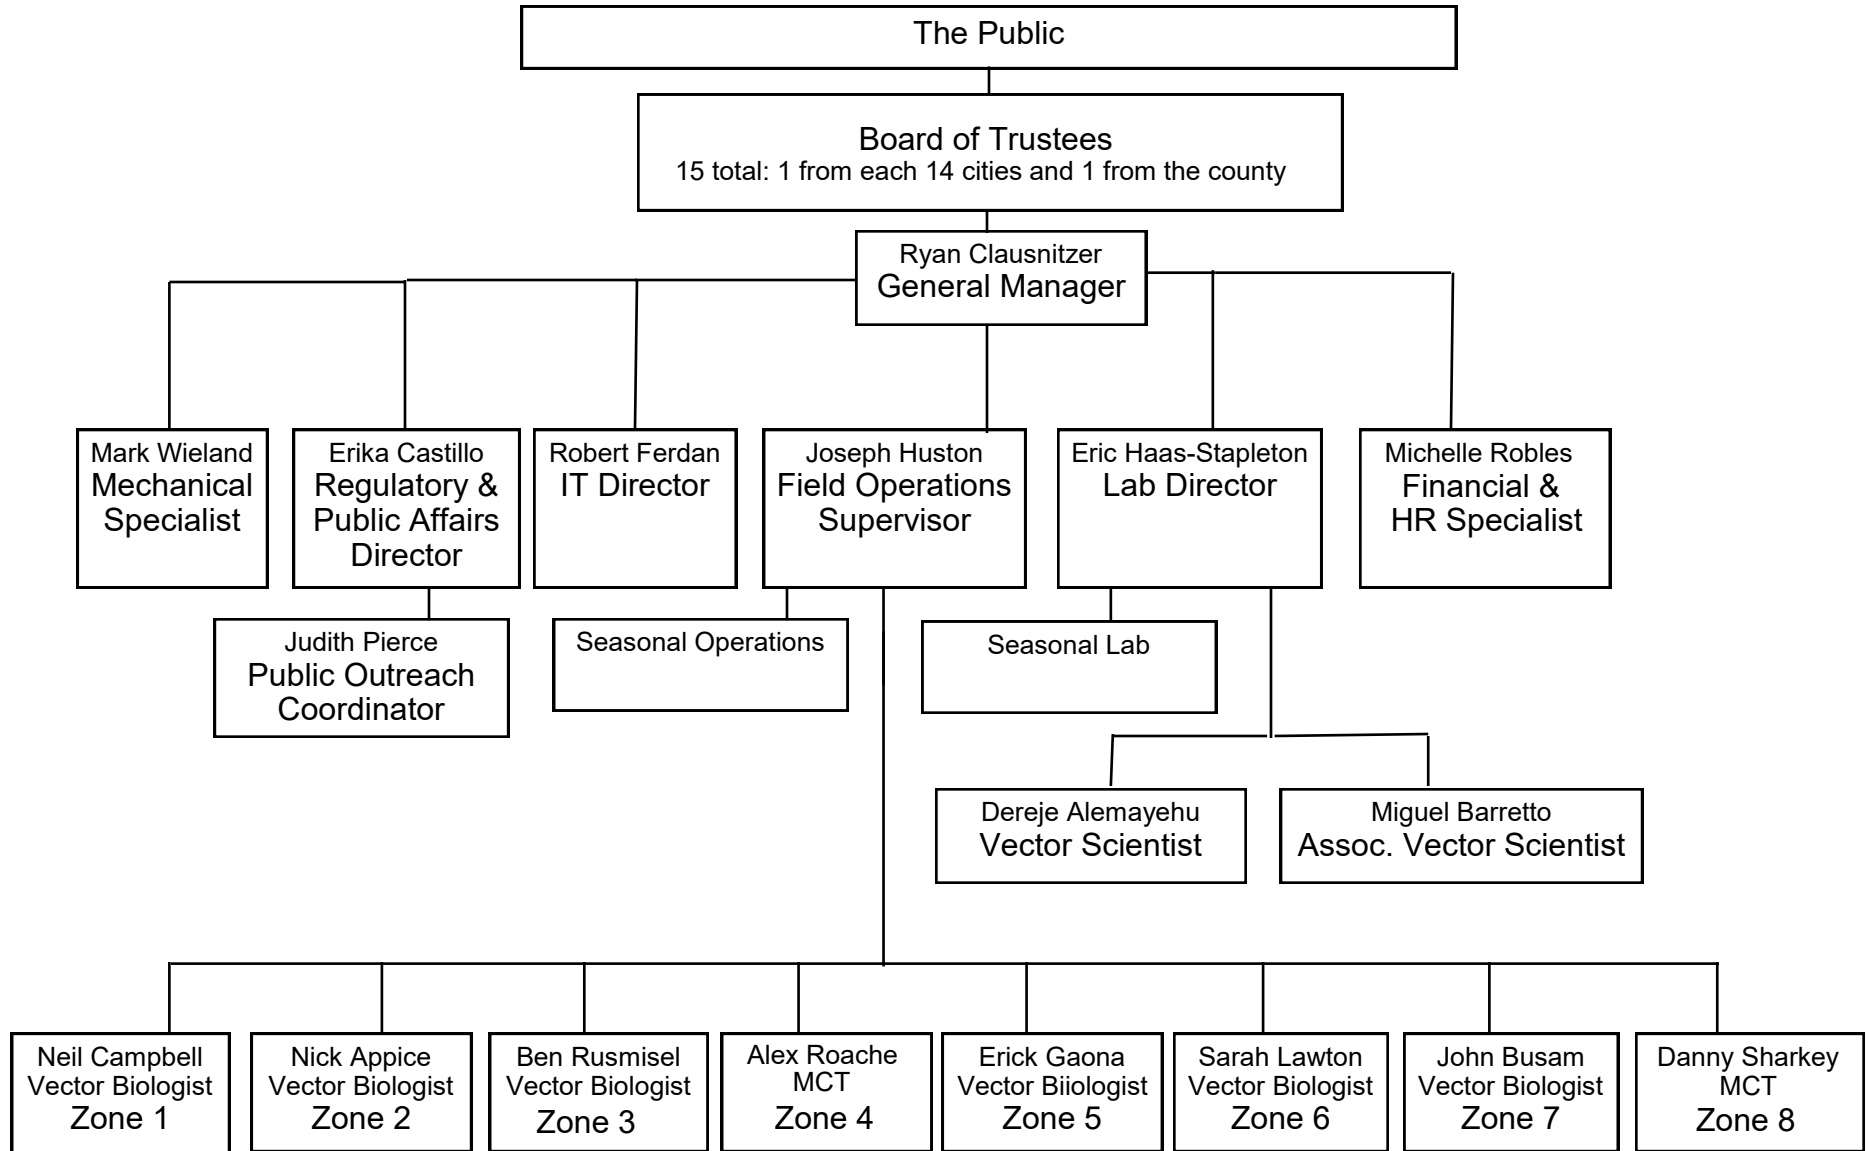 The Public
Board of Trustees
15 total: 1 from each 14 cities and 1 from the county
Ryan Clausnitzer
General Manager
Mark Wieland
Mechanical
Specialist
Erika Castillo
Regulatory &
Public Affairs
Director
Robert Ferdan
IT Director
Joseph Huston
Field Operations
Supervisor
Eric Haas-Stapleton
Lab Director
Michelle Robles
Financial &
HR Specialist
Judith Pierce
Public Outreach
Coordinator
Seasonal Operations
Seasonal Lab
Dereje Alemayehu
Vector Scientist
Miguel Barretto
Assoc. Vector Scientist
Neil Campbell
Vector Biologist
Zone 1
Nick Appice
Vector Biologist
Zone 2
Ben Rusmisel
Vector Biologist
Zone 3
Alex Roache
MCT
Zone 4
Erick Gaona
Vector Biiologist
Zone 5
Sarah Lawton
Vector Biologist
Zone 6
John Busam
Vector Biologist
Zone 7
Danny Sharkey
MCT
Zone 8